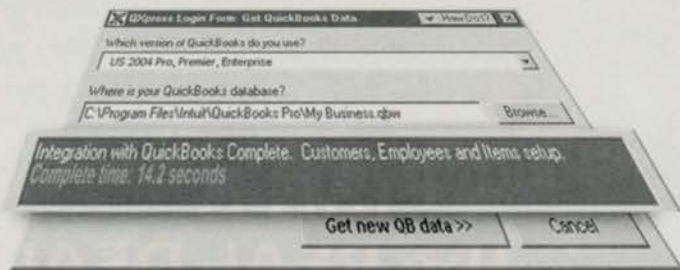 QXpress Login Form: Get QuickBooks Data
How Do I?
Which version of QuickBooks do you use?
US 2004 Pro, Premier, Enterprise
Where is your QuickBooks database?
C:\Program Files\Intuit\QuickBooks Pro\My Business.qbw
Browse...
Integration with QuickBooks Complete. Customers, Employees and Items setup.
Complete time: 14.2 seconds
Get new QB data >>
Cancel